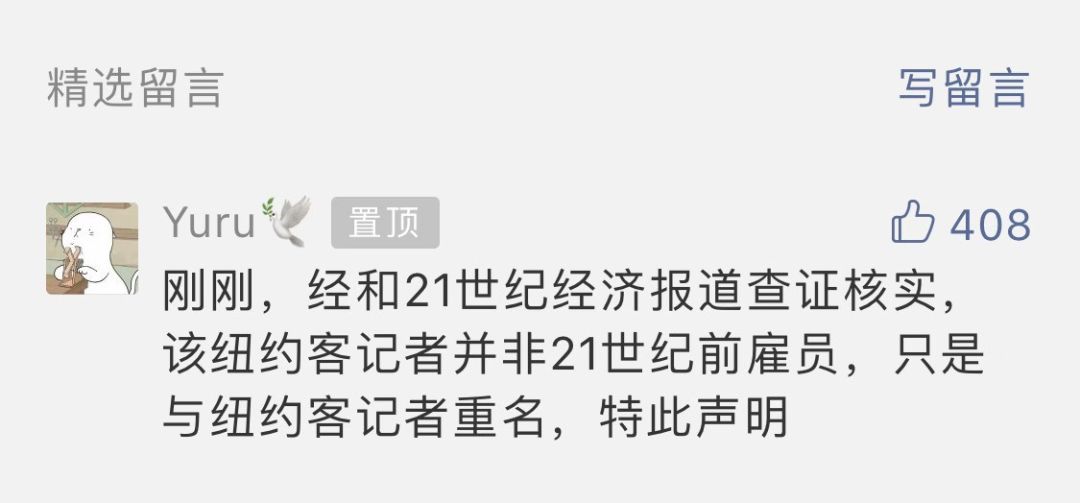 精选留言
写留言
Yuru🕊 置顶
408
刚刚，经和21世纪经济报道查证核实，
该纽约客记者并非21世纪前雇员，只是
与纽约客记者重名，特此声明